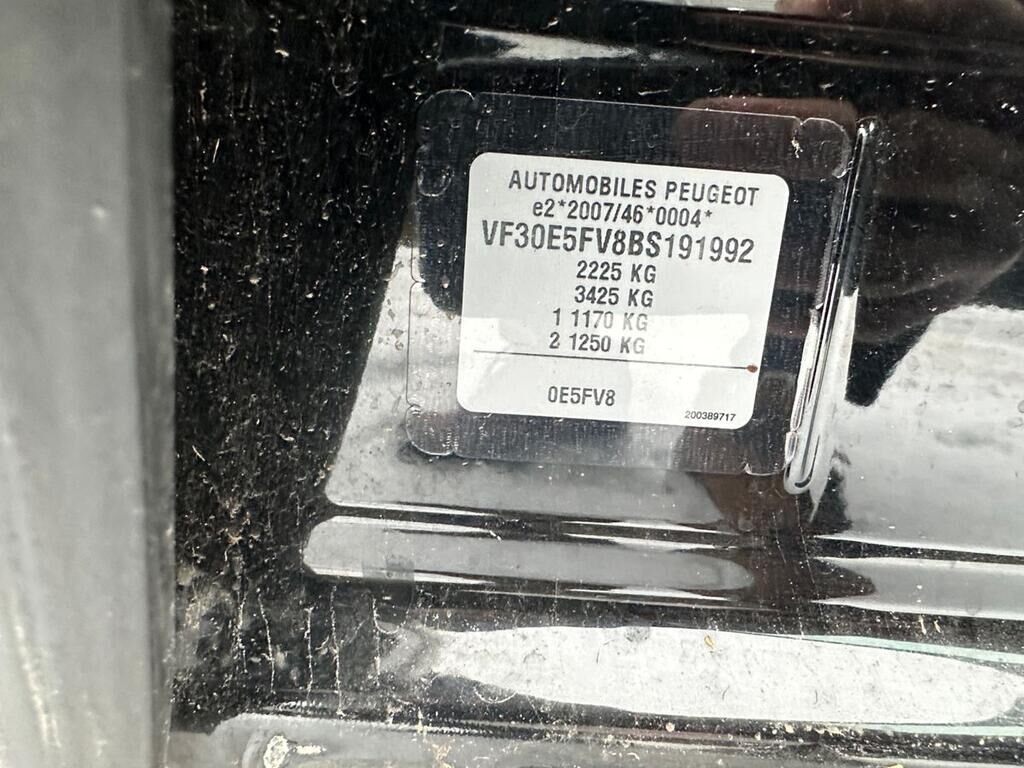 AUTOMOBILES PEUGEOT
e2*2007/46*0004*
VF30E5FV8BS191992
2225 KG
3425 KG
1 1170 KG
2 1250 KG
0E5FV8
200389717